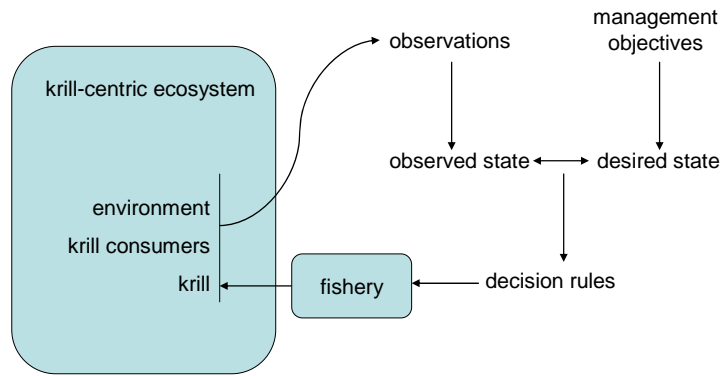 management
objectives
observations
krill-centric ecosystem
observed state
desired state
environment
krill consumers
krill
fishery
decision rules